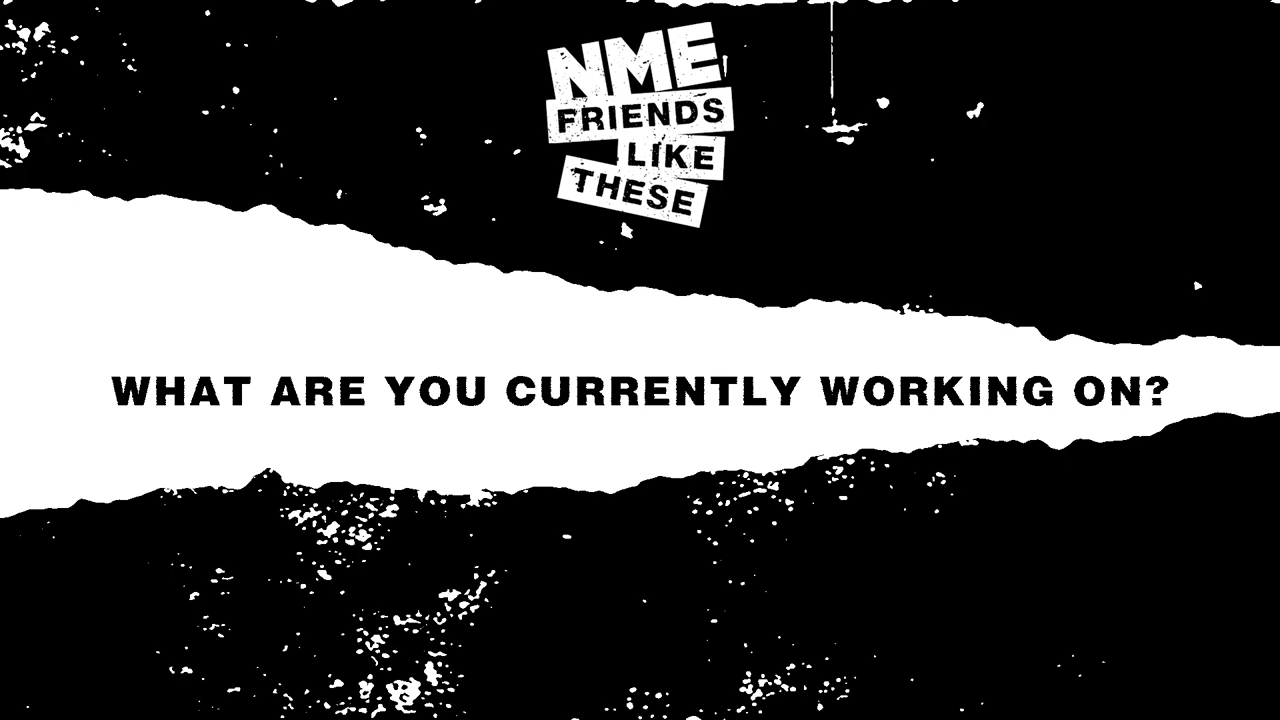 NME
FRIENDS
LIKE
THESE
WHAT ARE YOU CURRENTLY WORKING ON?